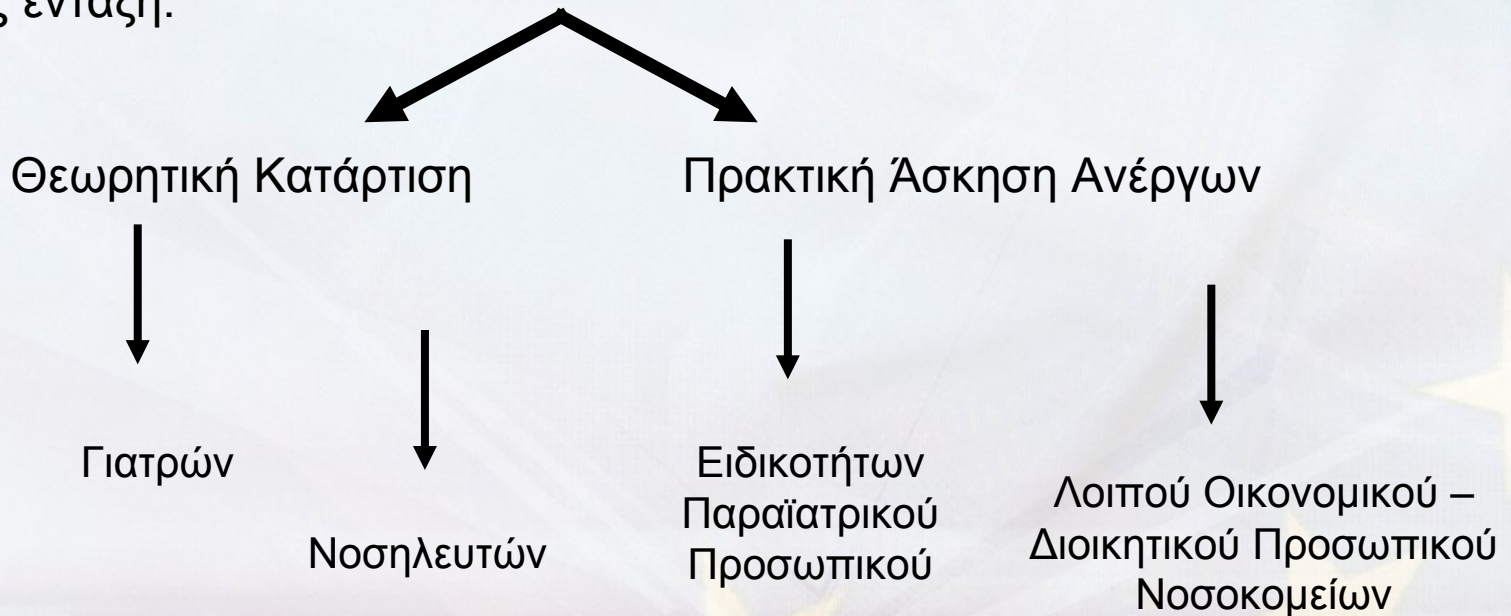 ς ένταξη.
Θεωρητική Κατάρτιση
Πρακτική Άσκηση Ανέργων
Γιατρών
Νοσηλευτών
Ειδικοτήτων
Παραϊατρικού
Προσωπικού
Λοιπού Οικονομικού –
Διοικητικού Προσωπικού
Νοσοκομείων